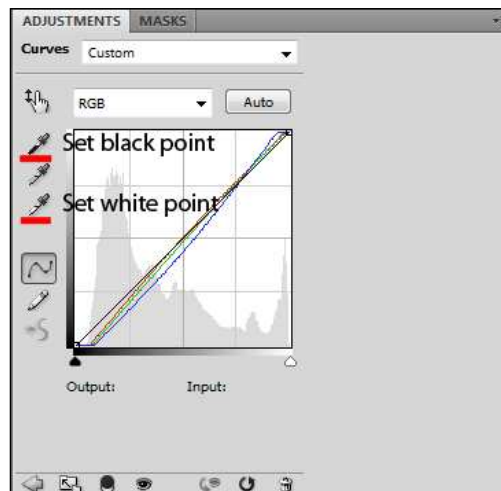 ADJUSTMENTS MASKS
Curves Custom
RGB Auto
Set black point
Set white point
Output: Input: